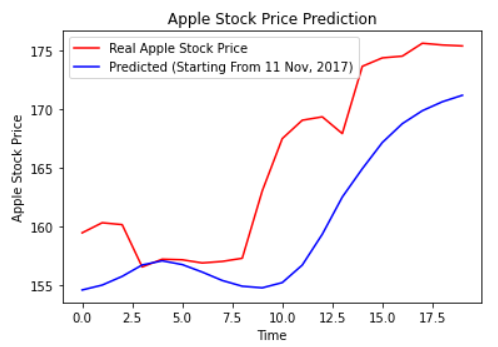 Apple Stock Price Prediction
Real Apple Stock Price
Predicted (Starting From 11 Nov, 2017)
Apple Stock Price
175
170
165
160
155
0.0 2.5 5.0 7.5 10.0 12.5 15.0 17.5
Time